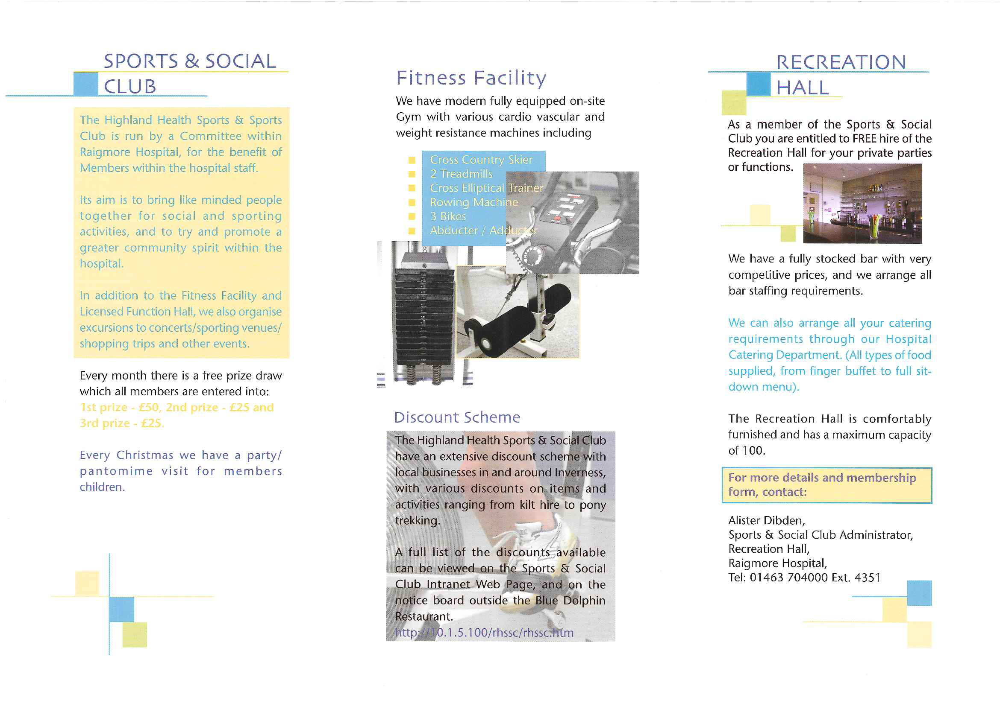 SPORTS & SOCIAL
CLUB
The Highland Health Sports & Sports
Club is run by a Committee within
Raigmore Hospital, for the benefit of
Members within the hospital staff.
Its aim is to bring like minded people
together for social and sporting
activities, and to try and promote a
greater community spirit within the
hospital.
In addition to the Fitness Facility and
Licensed Function Hall, we also organise
excursions to concerts/sporting venues/
shopping trips and other events.
Every month there is a free prize draw
which all members are entered into:
1st prize - £50, 2nd prize - £25 and
3rd prize - £25.
Every Christmas we have a party/
pantomime visit for members
children.
Fitness Facility
We have modern fully equipped on-site
Gym with various cardio vascular and
weight resistance machines including
Cross Country Skier
2 Treadmills
Cross Elliptical Trainer
Rowing Machine
3 Bikes
Abducter / Adducter
Discount Scheme
The Highland Health Sports & Social Club
have an extensive discount scheme with
local businesses in and around Inverness,
with various discounts on items and
activities ranging from kilt hire to pony
trekking.
A full list of the discounts available
can be viewed on the Sports & Social
Club Intranet Web Page, and on the
notice board outside the Blue Dolphin
Restaurant.
http://10.1.5.100/rhssc/rhssc.htm
RECREATION
HALL
As a member of the Sports & Social
Club you are entitled to FREE hire of the
Recreation Hall for your private parties
or functions.
We have a fully stocked bar with very
competitive prices, and we arrange all
bar staffing requirements.
We can also arrange all your catering
requirements through our Hospital
Catering Department. (All types of food
supplied, from finger buffet to full sit-
down menu).
The Recreation Hall is comfortably
furnished and has a maximum capacity
of 100.
For more details and membership
form, contact:
Alister Dibden,
Sports & Social Club Administrator,
Recreation Hall,
Raigmore Hospital,
Tel: 01463 704000 Ext. 4351